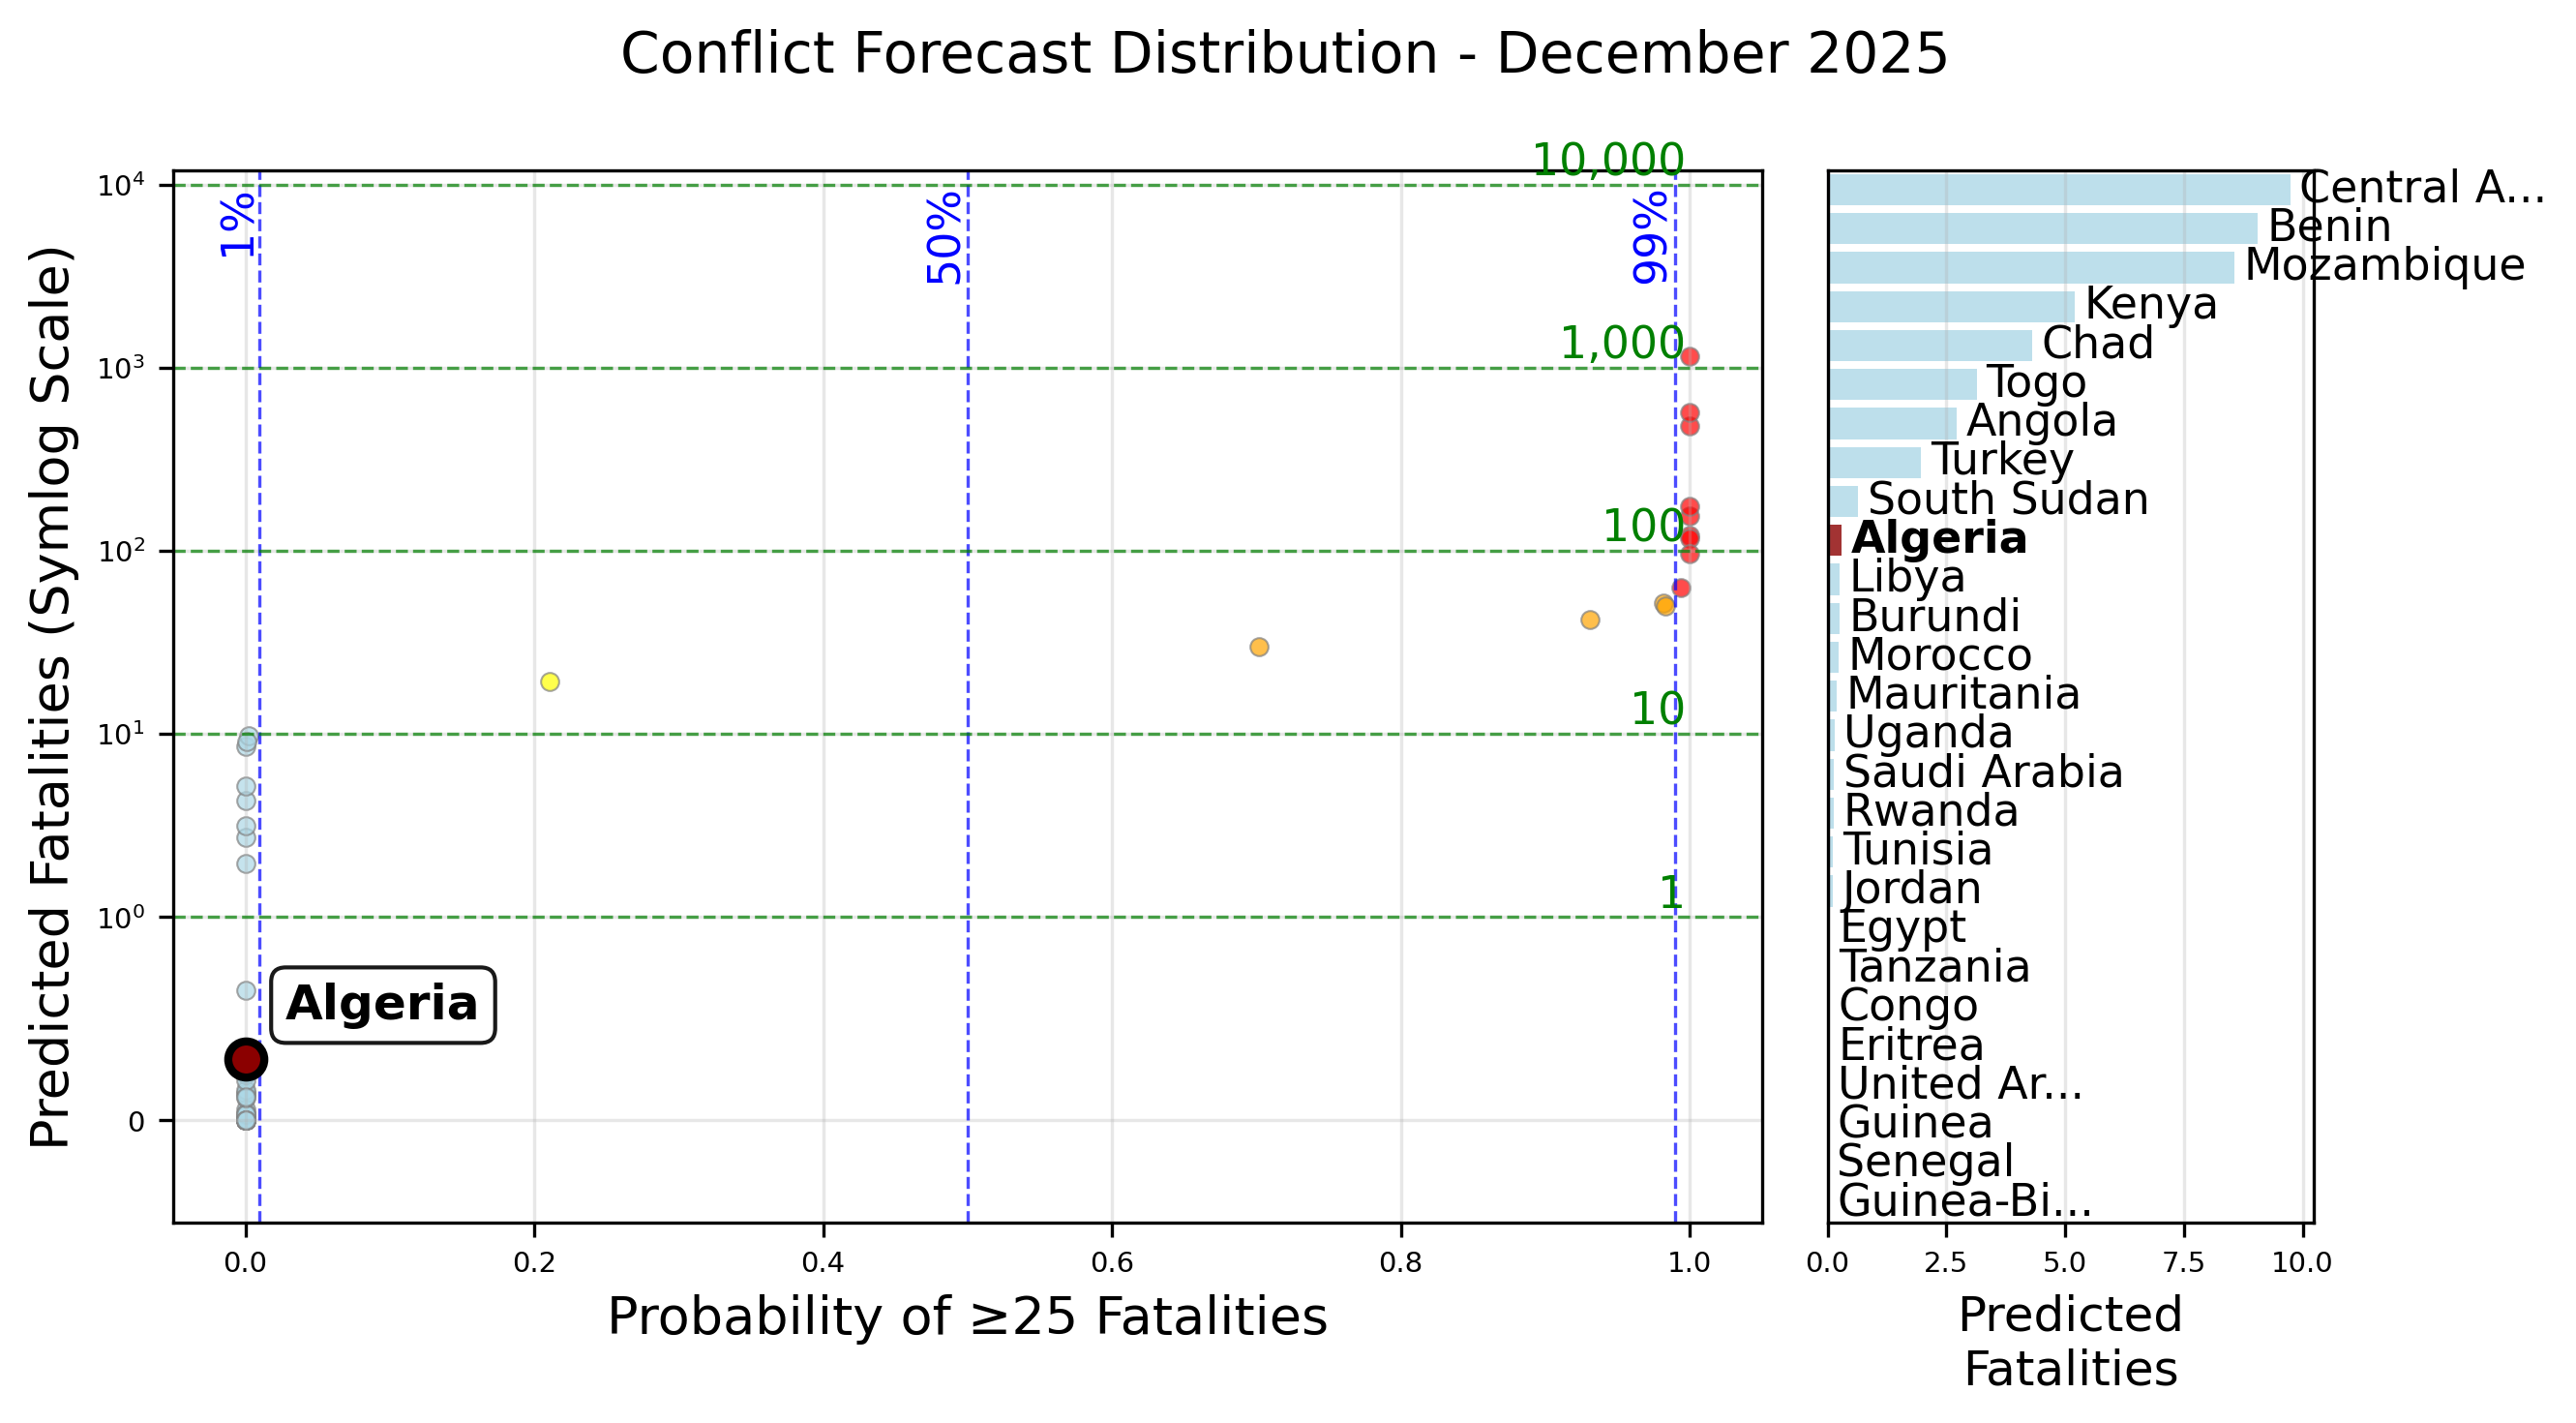 Conflict Forecast Distribution - December 2025
Predicted Fatalities (Symlog Scale)
10⁴
10³
10²
10¹
10⁰
0
1%
50%
99%
10,000
1,000
100
10
1
Algeria
0.0
0.2
0.4
0.6
0.8
1.0
Probability of ≥25 Fatalities
Central A...
Benin
Mozambique
Kenya
Chad
Togo
Angola
Turkey
South Sudan
Algeria
Libya
Burundi
Morocco
Mauritania
Uganda
Saudi Arabia
Rwanda
Tunisia
Jordan
Egypt
Tanzania
Congo
Eritrea
United Ar...
Guinea
Senegal
Guinea-Bi...
0.0
2.5
5.0
7.5
10.0
Predicted
Fatalities